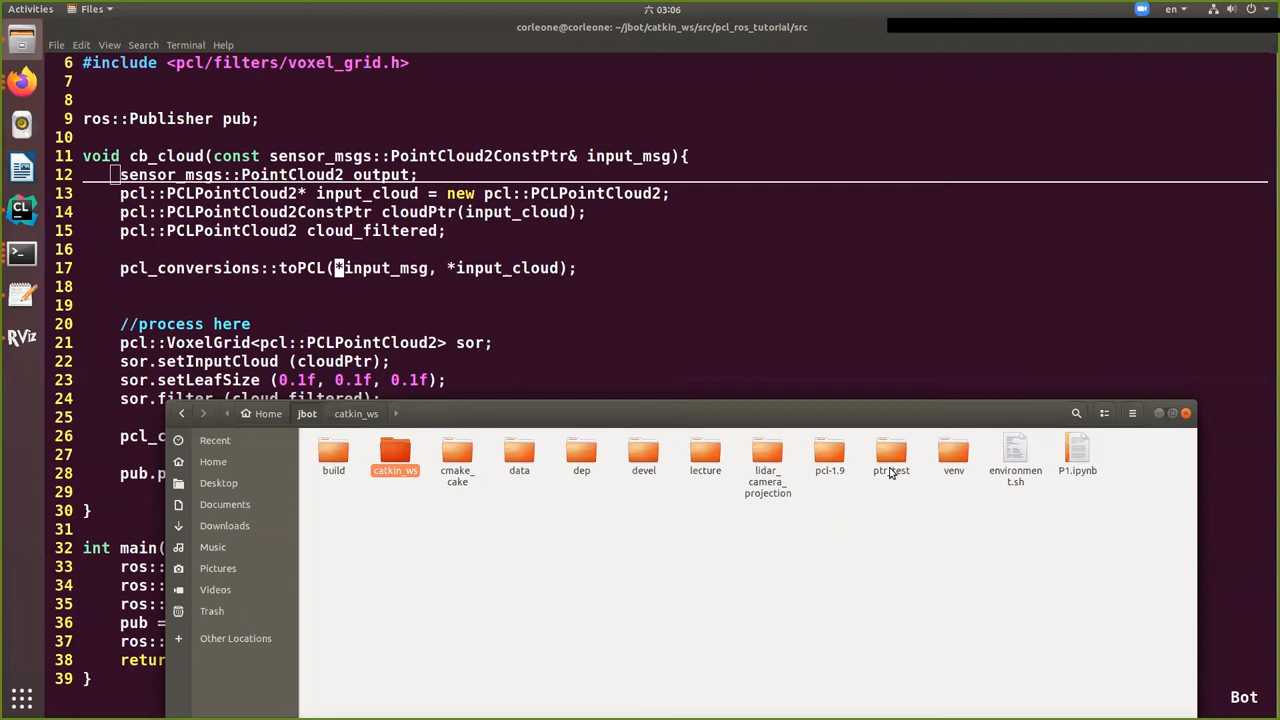 Activities
Files
六 03:06
en
corleone@corleone: ~/jbot/catkin_ws/src/pcl_ros_tutorial/src
File Edit View Search Terminal Help
6 #include <pcl/filters/voxel_grid.h>
7
8
9 ros::Publisher pub;
10
11 void cb_cloud(const sensor_msgs::PointCloud2ConstPtr& input_msg){
12 sensor_msgs::PointCloud2 output;
13 pcl::PCLPointCloud2* input_cloud = new pcl::PCLPointCloud2;
14 pcl::PCLPointCloud2ConstPtr cloudPtr(input_cloud);
15 pcl::PCLPointCloud2 cloud_filtered;
16
17 pcl_conversions::toPCL(*input_msg, *input_cloud);
18
19
20 //process here
21 pcl::VoxelGrid<pcl::PCLPointCloud2> sor;
22 sor.setInputCloud (cloudPtr);
23 sor.setLeafSize (0.1f, 0.1f, 0.1f);
24 sor.filter (cloud_filtered);
25
26 pcl_c
27
28 pub.p
29
30 }
31
32 int main(
33 ros::
34 ros::
35 ros::
36 pub =
37 ros::
38 retur
39 }
Bot
CL
RViz
Home jbot catkin_ws
Recent
Home
Desktop
Documents
Downloads
Music
Pictures
Videos
Trash
Other Locations
build
catkin_ws
cmake_
cake
data
dep
devel
lecture
lidar_
camera_
projection
pcl-1.9
venv
environmen
t.sh
P1.ipynb